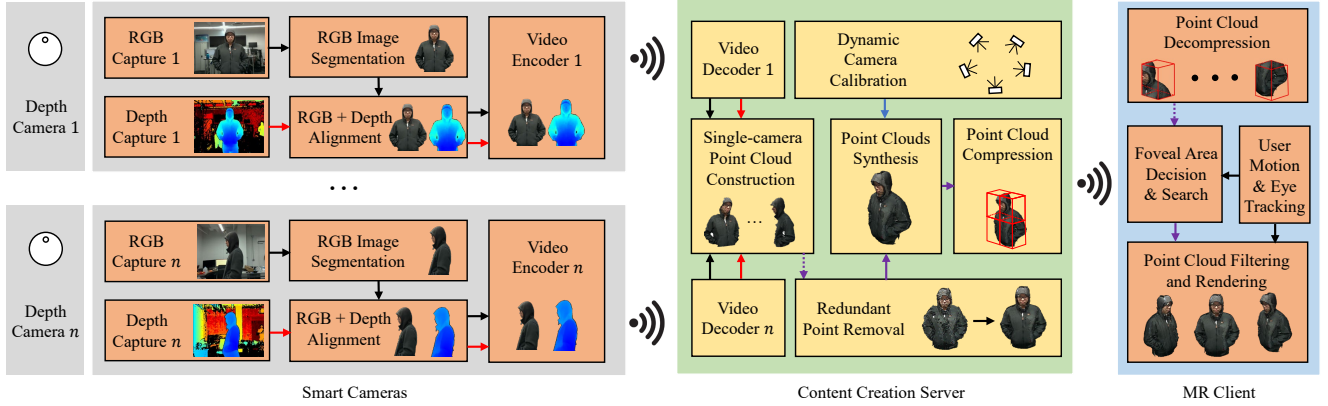 Depth
Camera 1
RGB
Capture 1
RGB Image
Segmentation
Video
Encoder 1
Depth
Capture 1
RGB + Depth
Alignment
...
Depth
Camera n
RGB
Capture n
RGB Image
Segmentation
Video
Encoder n
Depth
Capture n
RGB + Depth
Alignment
Smart Cameras
Video
Decoder 1
Dynamic
Camera
Calibration
Single-camera
Point Cloud
Construction
...
Point Clouds
Synthesis
Point Cloud
Compression
Video
Decoder n
Redundant
Point Removal
Content Creation Server
Point Cloud
Decompression
Foveal Area
Decision
& Search
User
Motion
& Eye
Tracking
Point Cloud Filtering
and Rendering
MR Client